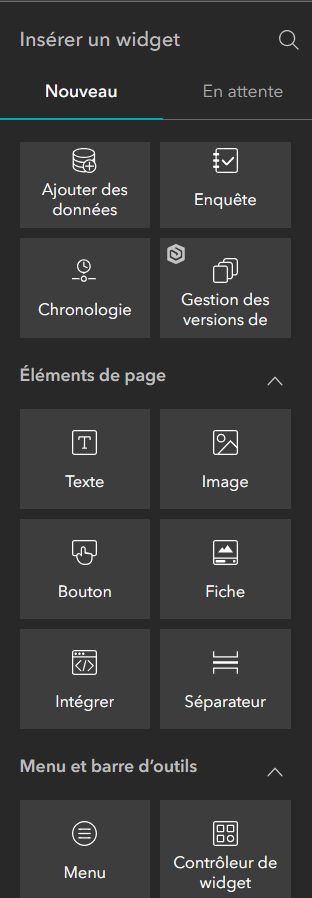 Insérer un widget
Nouveau
En attente
Ajouter des
données
Enquête
Chronologie
Gestion des
versions de
Éléments de page
Texte
Image
Bouton
Fiche
Intégrer
Séparateur
Menu et barre d’outils
Menu
Contrôleur de
widget